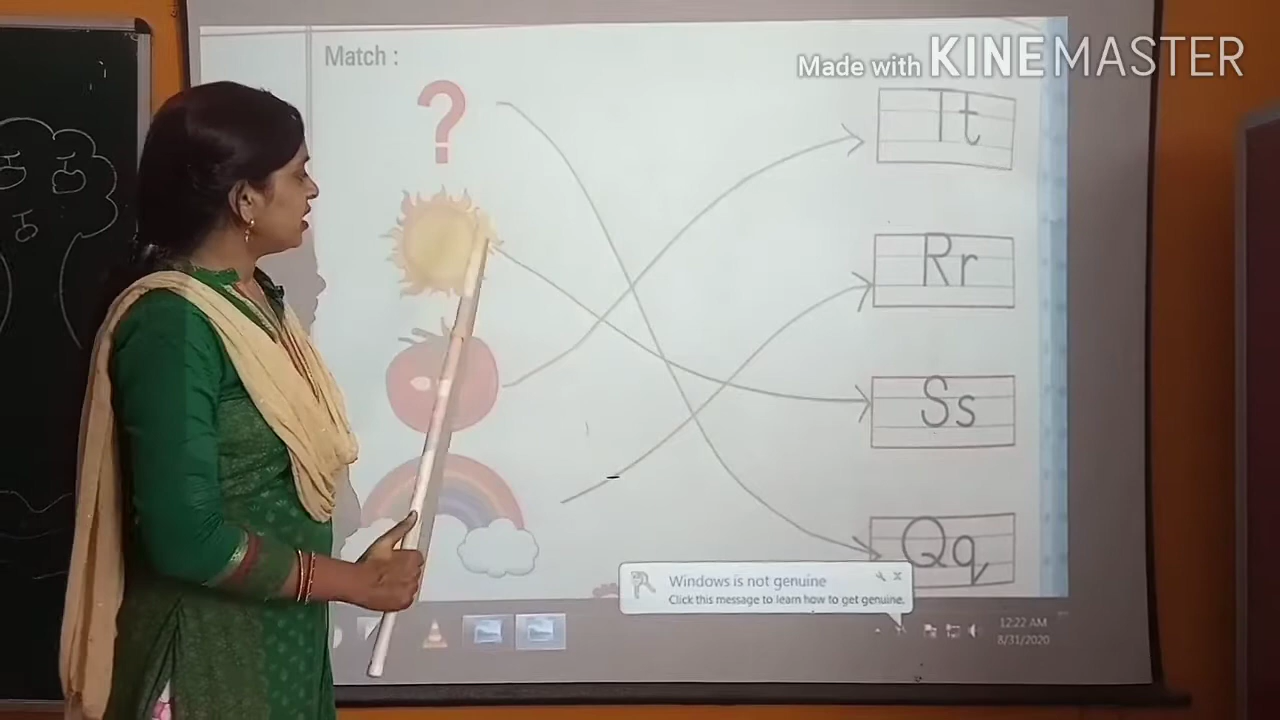 Match :
Made with KINEMASTER
?
Tt
Rr
Ss
Qq
Windows is not genuine
Click this message to learn how to get genuine.
12:22 AM
8/31/2020